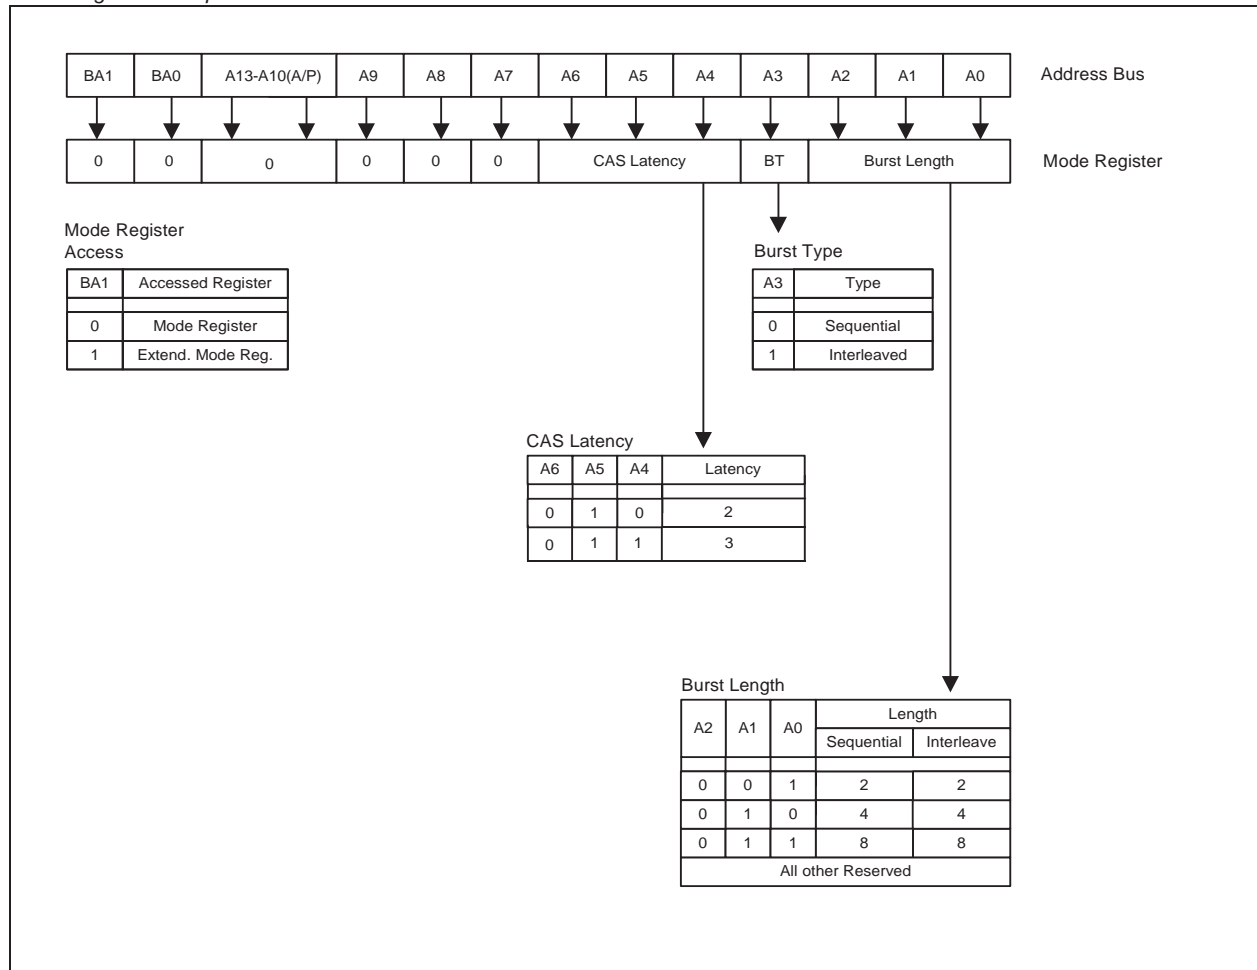 BA1 BA0 A13-A10(A/P) A9 A8 A7 A6 A5 A4 A3 A2 A1 A0 Address Bus
0 0 0 0 0 0 CAS Latency BT Burst Length Mode Register
Mode Register
Access
BA1 Accessed Register
0 Mode Register
1 Extend. Mode Reg.
Burst Type
A3 Type
0 Sequential
1 Interleaved
CAS Latency
A6 A5 A4 Latency
0 1 0 2
0 1 1 3
Burst Length
A2 A1 A0 Length
Sequential Interleave
0 0 1 2 2
0 1 0 4 4
0 1 1 8 8
All other Reserved